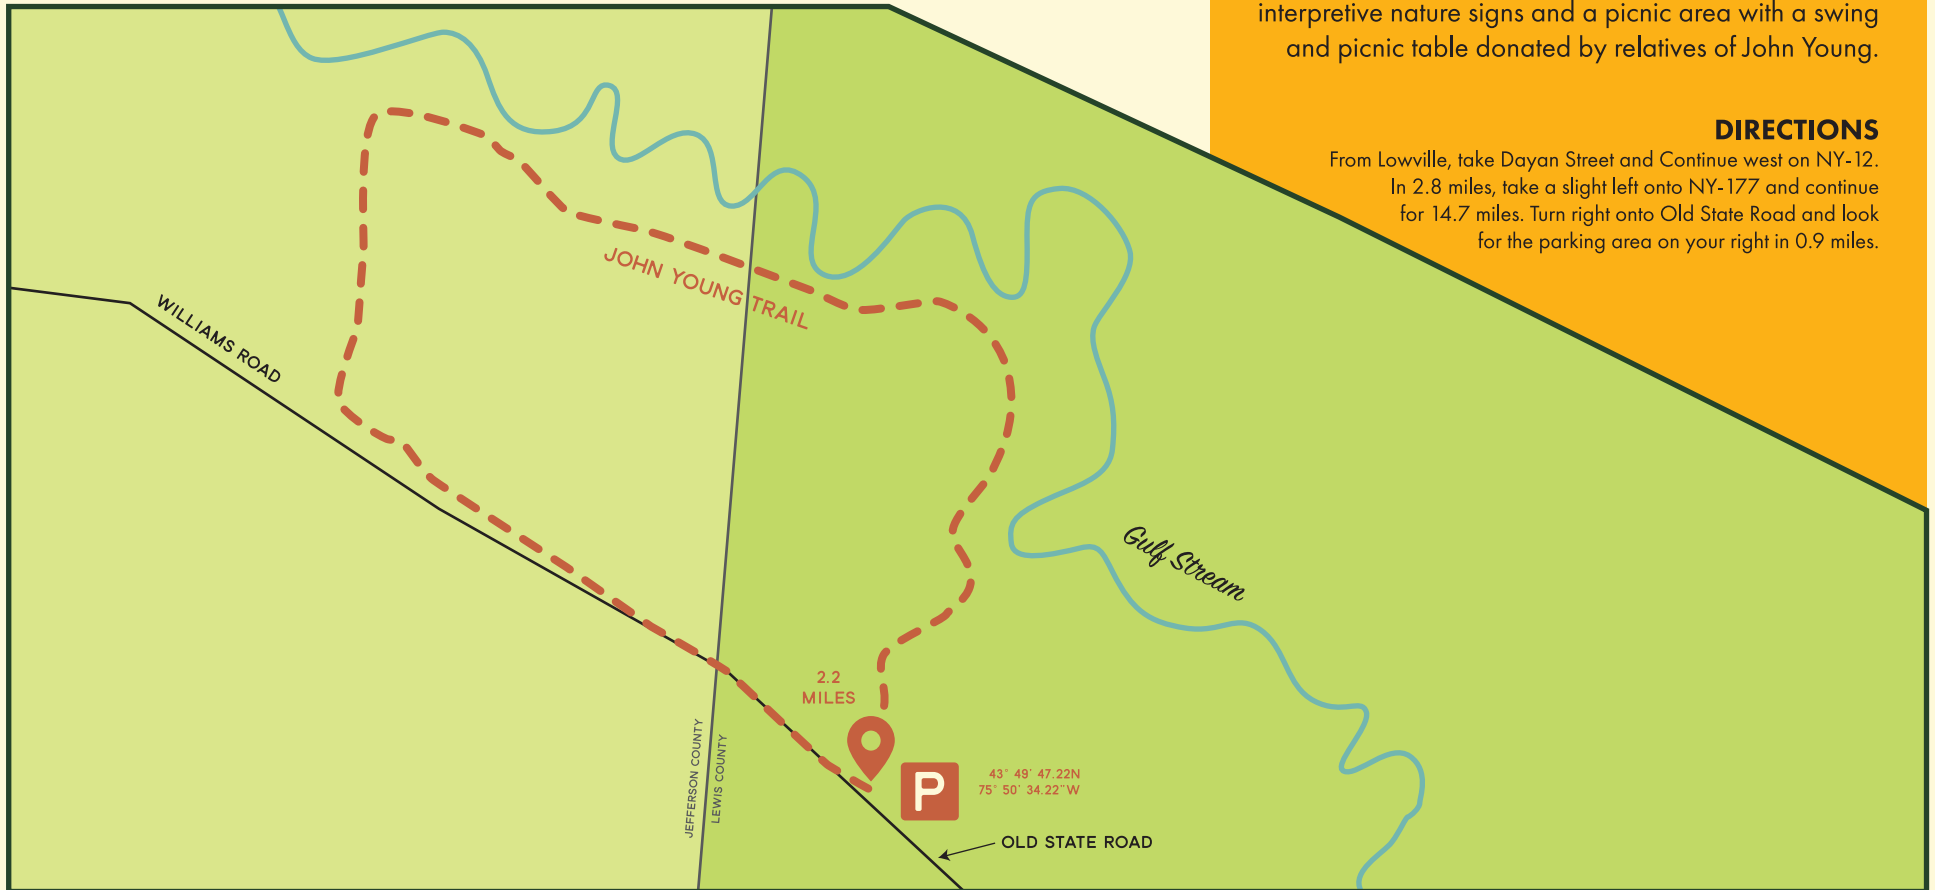 interpretive nature signs and a picnic area with a swing
and picnic table donated by relatives of John Young.
DIRECTIONS
From Lowville, take Dayan Street and Continue west on NY-12.
In 2.8 miles, take a slight left onto NY-177 and continue
for 14.7 miles. Turn right onto Old State Road and look
for the parking area on your right in 0.9 miles.
JOHN YOUNG TRAIL
WILLIAMS ROAD
Gulf Stream
2.2
MILES
JEFFERSON COUNTY
LEWIS COUNTY
P
43° 49' 47.22N
75° 50' 34.22"W
OLD STATE ROAD